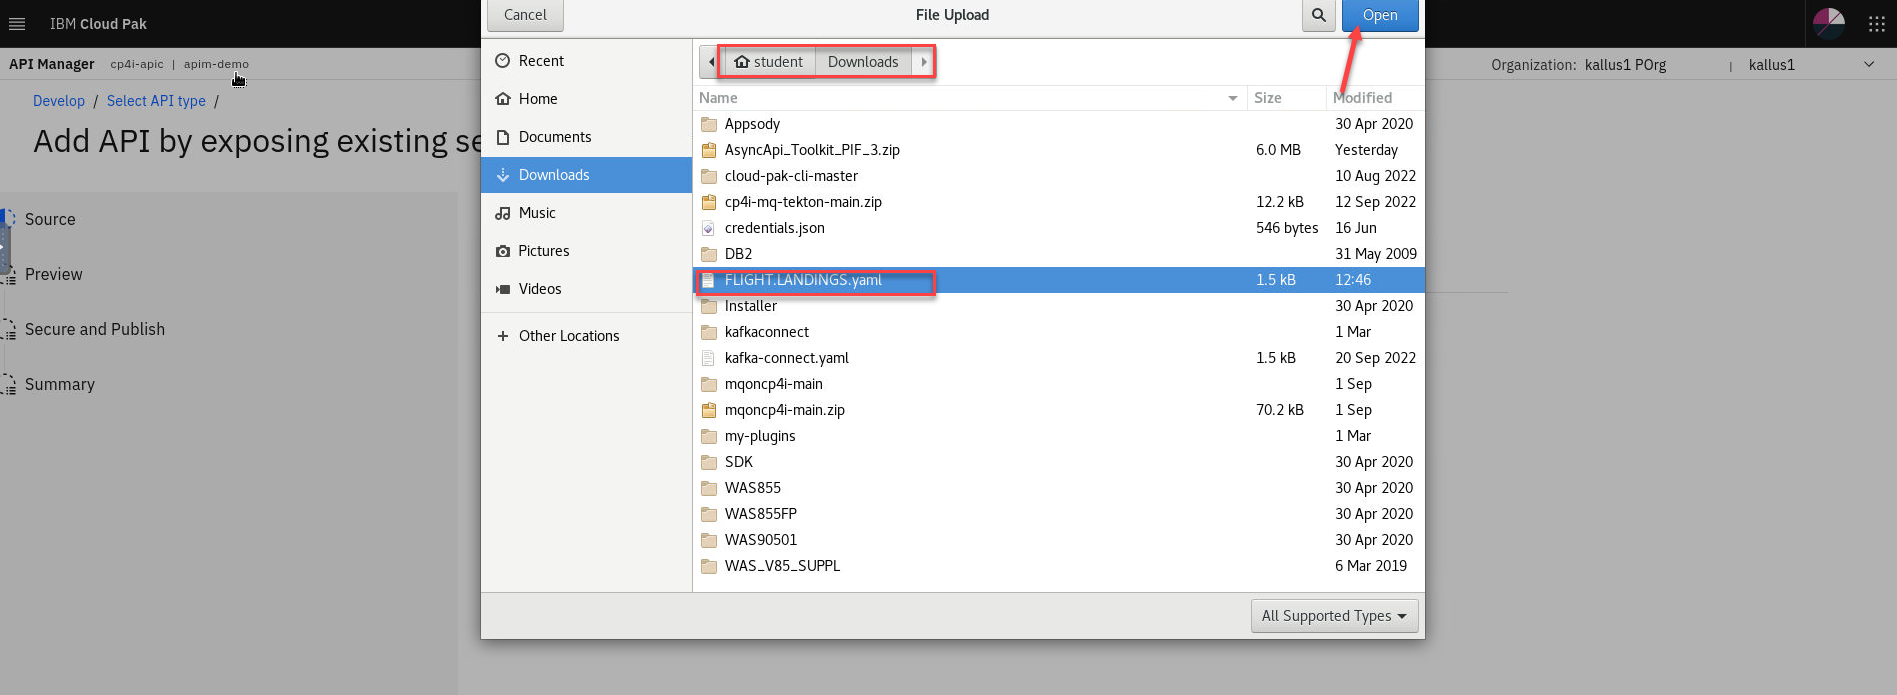 IBM Cloud Pak
API Manager cp4i-apic | apim-demo
Organization: kallus1 POrg | kallus1
Develop / Select API type /
Add API by exposing existing se
Source
Preview
Secure and Publish
Summary
Cancel File Upload Open
Recent
Home
Documents
Downloads
Music
Pictures
Videos
+ Other Locations
student Downloads
Name Size Modified
Appsody 30 Apr 2020
AsyncApi_Toolkit_PIF_3.zip 6.0 MB Yesterday
cloud-pak-cli-master 10 Aug 2022
cp4i-mq-tekton-main.zip 12.2 kB 12 Sep 2022
credentials.json 546 bytes 16 Jun
DB2 31 May 2009
FLIGHT.LANDINGS.yaml 1.5 kB 12:46
Installer 30 Apr 2020
kafkaconnect 1 Mar
kafka-connect.yaml 1.5 kB 20 Sep 2022
mqoncp4i-main 1 Sep
mqoncp4i-main.zip 70.2 kB 1 Sep
my-plugins 1 Mar
SDK 30 Apr 2020
WAS855 30 Apr 2020
WAS855FP 30 Apr 2020
WAS90501 30 Apr 2020
WAS_V85_SUPPL 6 Mar 2019
All Supported Types